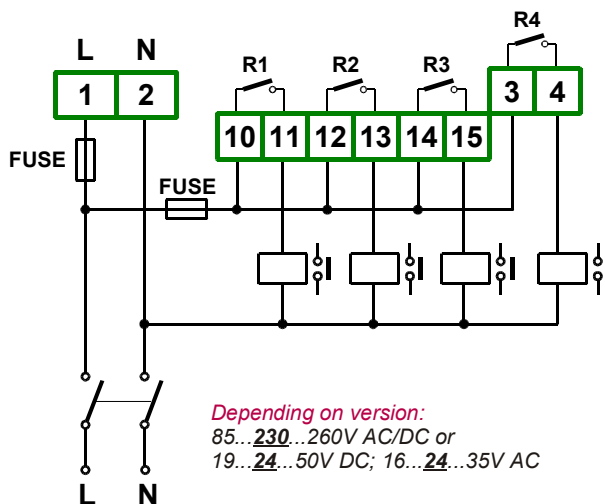 R4
L N R1 R2 R3
1 2 3 4
10 11 12 13 14 15
FUSE
FUSE
Depending on version:
85...230...260V AC/DC or
19...24...50V DC; 16...24...35V AC
L N